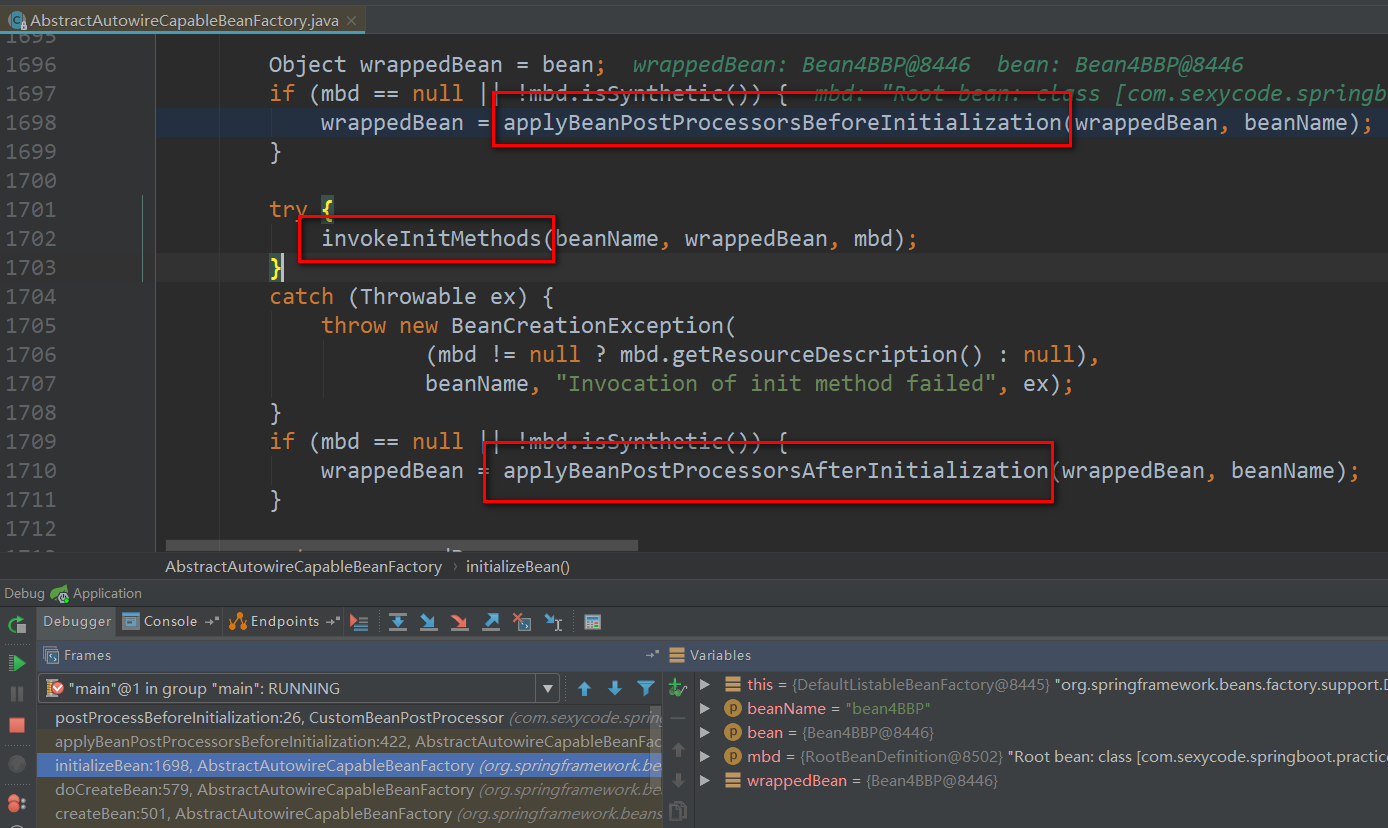 AbstractAutowireCapableBeanFactory.java ×
1695
1696 Object wrappedBean = bean; wrappedBean: Bean4BBP@8446 bean: Bean4BBP@8446
1697 if (mbd == null || !mbd.isSynthetic()) { mbd: "Root bean: class [com.sexycode.springb
1698 wrappedBean = applyBeanPostProcessorsBeforeInitialization(wrappedBean, beanName);
1699 }
1700
1701 try {
1702 invokeInitMethods(beanName, wrappedBean, mbd);
1703 }
1704 catch (Throwable ex) {
1705 throw new BeanCreationException(
1706 (mbd != null ? mbd.getResourceDescription() : null),
1707 beanName, "Invocation of init method failed", ex);
1708 }
1709 if (mbd == null || !mbd.isSynthetic()) {
1710 wrappedBean = applyBeanPostProcessorsAfterInitialization(wrappedBean, beanName);
1711 }
1712
AbstractAutowireCapableBeanFactory › initializeBean()
Debug Application
Debugger Console Endpoints
Frames
"main"@1 in group "main": RUNNING
postProcessBeforeInitialization:26, CustomBeanPostProcessor (com.sexycode.spring
applyBeanPostProcessorsBeforeInitialization:422, AbstractAutowireCapableBeanFac
initializeBean:1698, AbstractAutowireCapableBeanFactory (org.springframework.bea
doCreateBean:579, AbstractAutowireCapableBeanFactory (org.springframework.bea
createBean:501, AbstractAutowireCapableBeanFactory (org.springframework.beans
Variables
this = {DefaultListableBeanFactory@8445} "org.springframework.beans.factory.support.D
beanName = "bean4BBP"
bean = {Bean4BBP@8446}
mbd = {RootBeanDefinition@8502} "Root bean: class [com.sexycode.springboot.practice
wrappedBean = {Bean4BBP@8446}